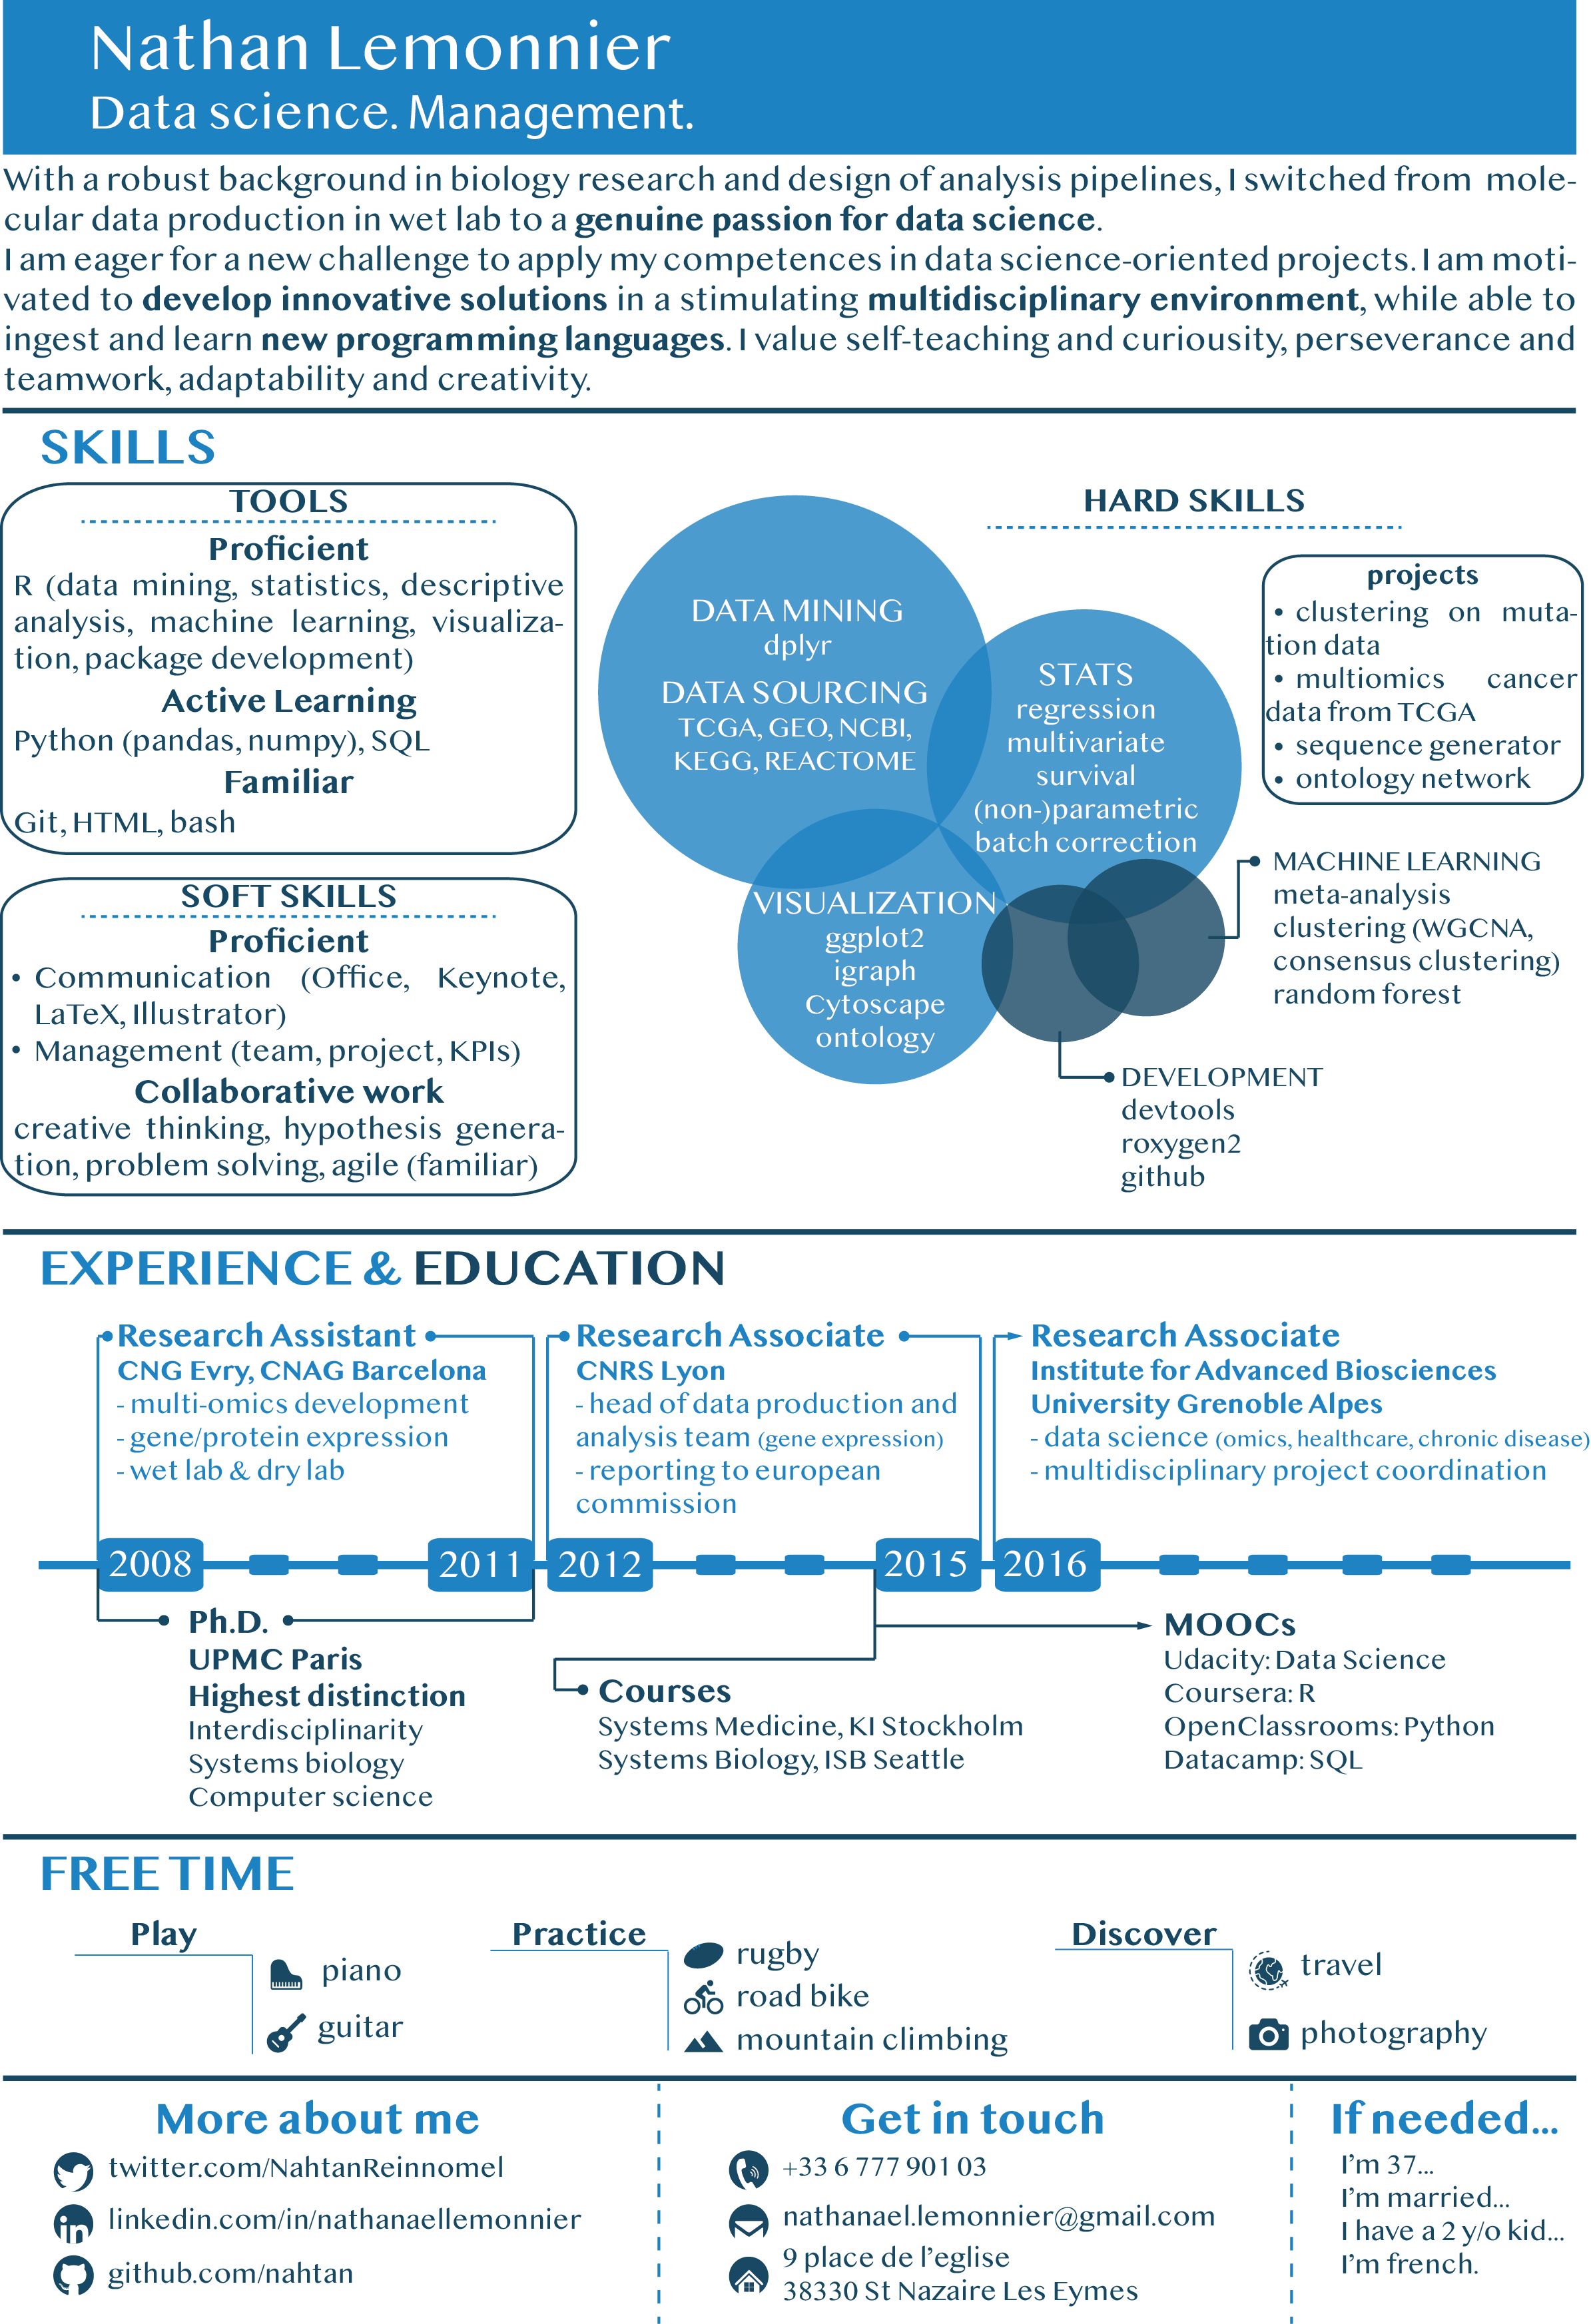 Nathan Lemonnier
Data science. Management.
With a robust background in biology research and design of analysis pipelines, I switched from mole-
cular data production in wet lab to a genuine passion for data science.
I am eager for a new challenge to apply my competences in data science-oriented projects. I am moti-
vated to develop innovative solutions in a stimulating multidisciplinary environment, while able to
ingest and learn new programming languages. I value self-teaching and curiousity, perseverance and
teamwork, adaptability and creativity.
SKILLS
TOOLS
Proficient
R (data mining, statistics, descriptive
analysis, machine learning, visualiza-
tion, package development)
Active Learning
Python (pandas, numpy), SQL
Familiar
Git, HTML, bash
SOFT SKILLS
Proficient
• Communication (Office, Keynote,
LaTeX, Illustrator)
• Management (team, project, KPIs)
Collaborative work
creative thinking, hypothesis genera-
tion, problem solving, agile (familiar)
HARD SKILLS
DATA MINING
dplyr
DATA SOURCING
TCGA, GEO, NCBI,
KEGG, REACTOME
STATS
regression
multivariate
survival
(non-)parametric
batch correction
VISUALIZATION
ggplot2
igraph
Cytoscape
ontology
projects
• clustering on muta-
tion data
• multiomics cancer
data from TCGA
• sequence generator
• ontology network
MACHINE LEARNING
meta-analysis
clustering (WGCNA,
consensus clustering)
random forest
DEVELOPMENT
devtools
roxygen2
github
EXPERIENCE & EDUCATION
Research Assistant
CNG Evry, CNAG Barcelona
- multi-omics development
- gene/protein expression
- wet lab & dry lab
Research Associate
CNRS Lyon
- head of data production and
analysis team (gene expression)
- reporting to european
commission
Research Associate
Institute for Advanced Biosciences
University Grenoble Alpes
- data science (omics, healthcare, chronic disease)
- multidisciplinary project coordination
2008
2011
2012
2015
2016
Ph.D.
UPMC Paris
Highest distinction
Interdisciplinarity
Systems biology
Computer science
Courses
Systems Medicine, KI Stockholm
Systems Biology, ISB Seattle
MOOCs
Udacity: Data Science
Coursera: R
OpenClassrooms: Python
Datacamp: SQL
FREE TIME
Play
piano
guitar
Practice
rugby
road bike
mountain climbing
Discover
travel
photography
More about me
twitter.com/NahtanReinnomel
linkedin.com/in/nathanaellemonnier
github.com/nahtan
Get in touch
+33 6 777 901 03
nathanael.lemonnier@gmail.com
9 place de l'eglise
38330 St Nazaire Les Eymes
If needed...
I'm 37...
I'm married...
I have a 2 y/o kid...
I'm french.